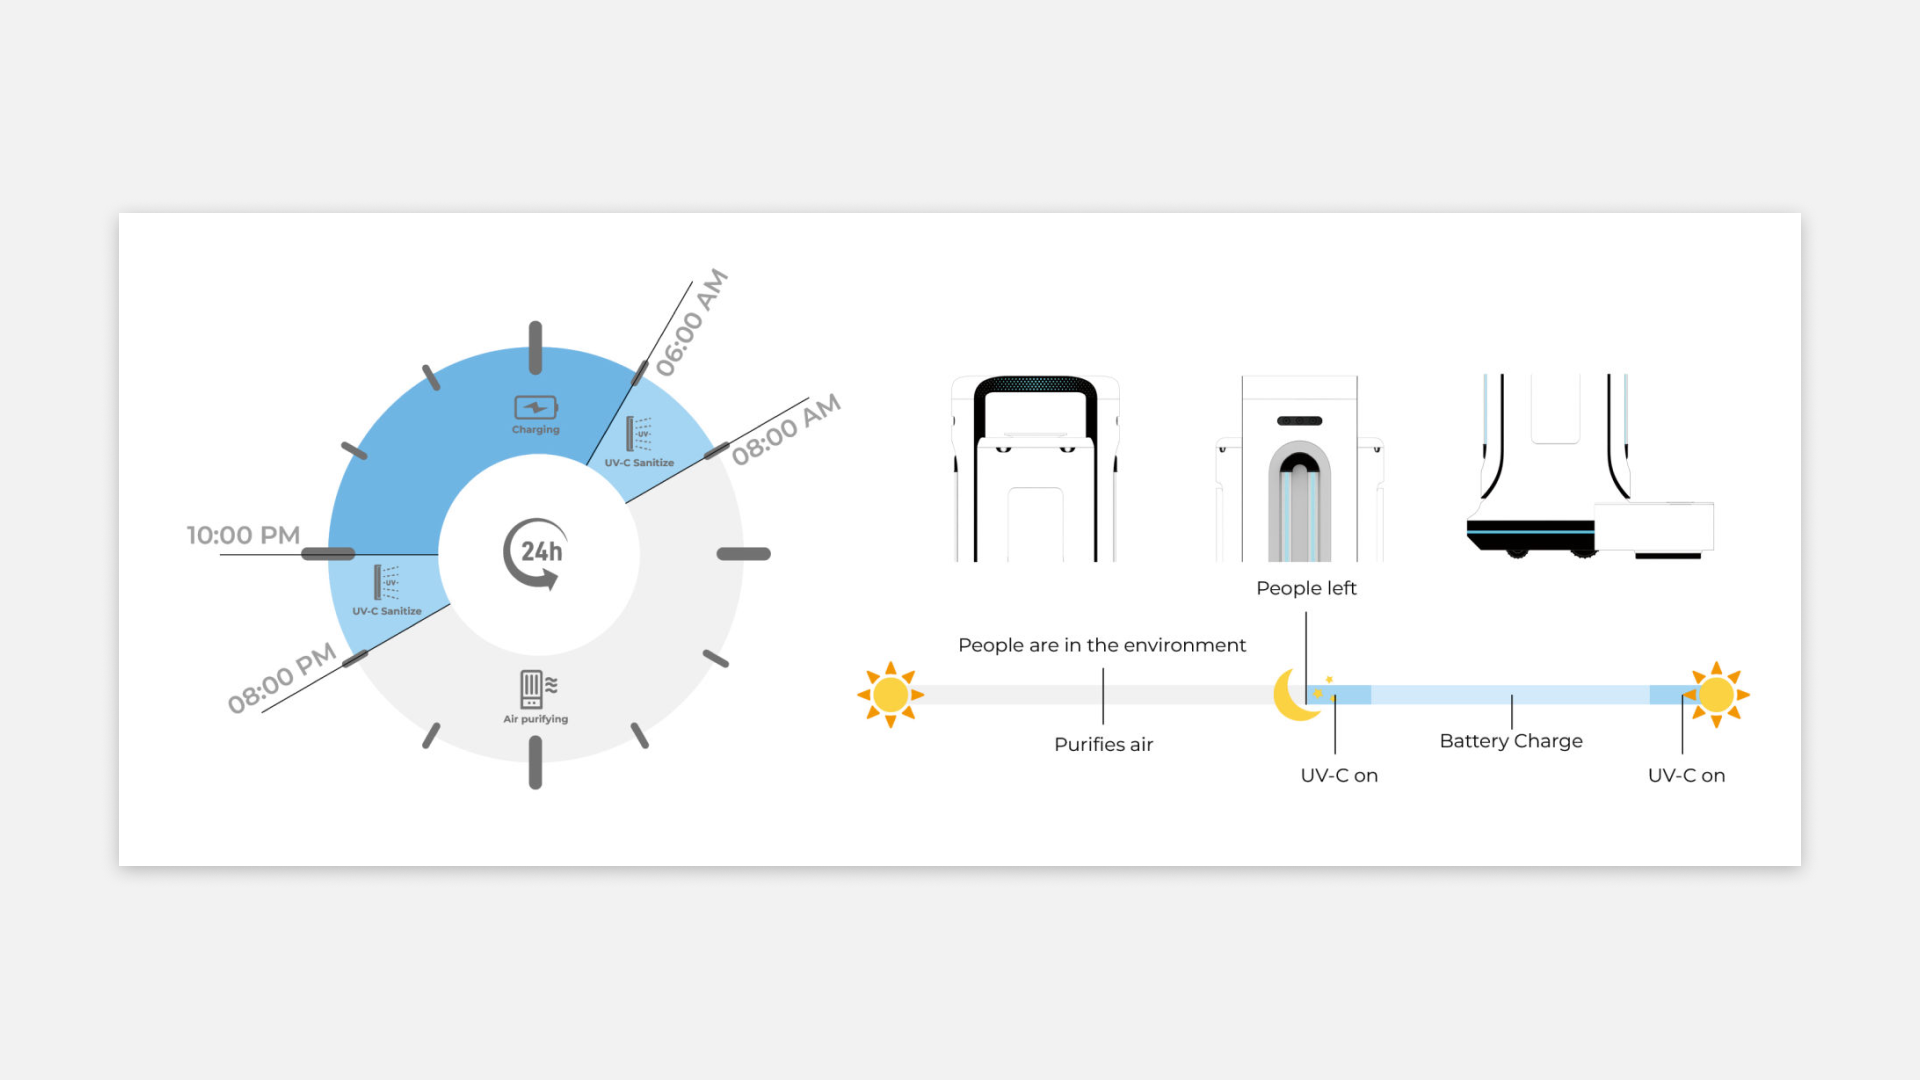 06:00 AM
08:00 AM
Charging
-UV-
UV-C Sanitize
10:00 PM
24h
-UV-
UV-C Sanitize
08:00 PM
Air purifying
People left
People are in the environment
Purifies air
Battery Charge
UV-C on
UV-C on